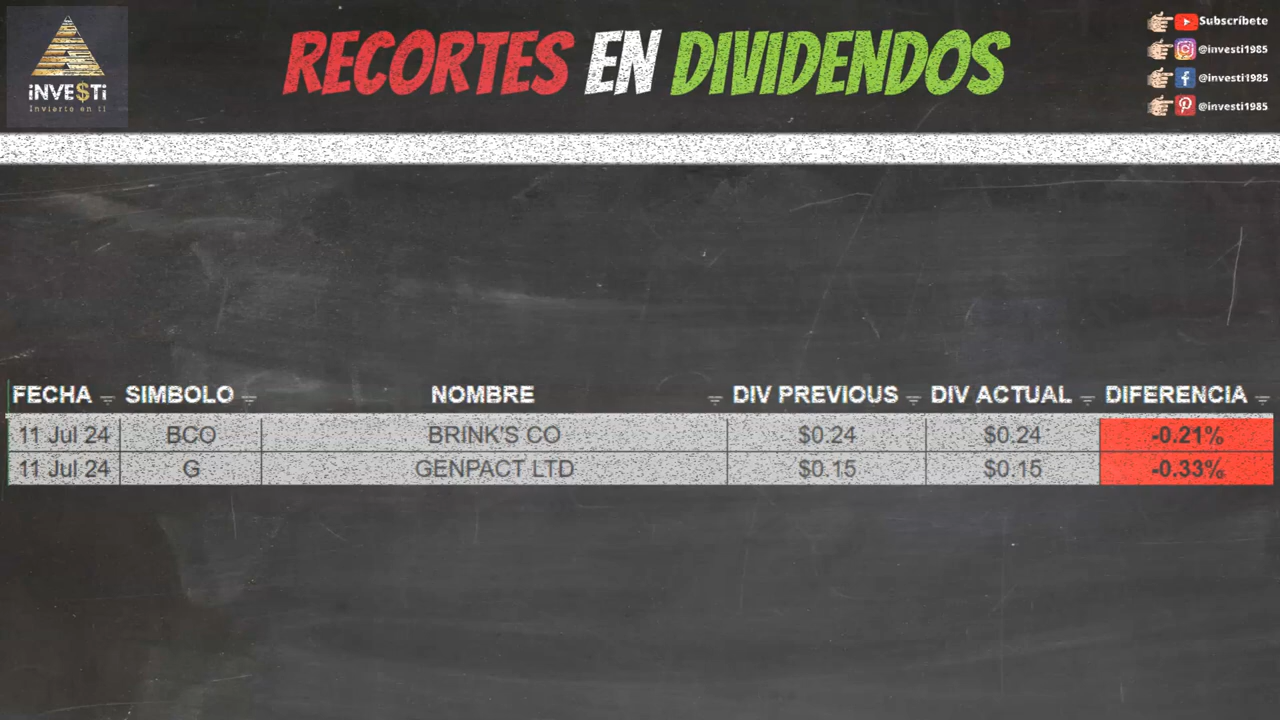 iNVE$Ti
Invierte en ti
RECORTES EN DIVIDENDOS
Subscríbete
@investi1985
@investi1985
@investi1985
FECHA SIMBOLO NOMBRE DIV PREVIOUS DIV ACTUAL DIFERENCIA
11 Jul 24 BCO BRINK'S CO $0.24 $0.24 -0.21%
11 Jul 24 G GENPACT LTD $0.15 $0.15 -0.33%